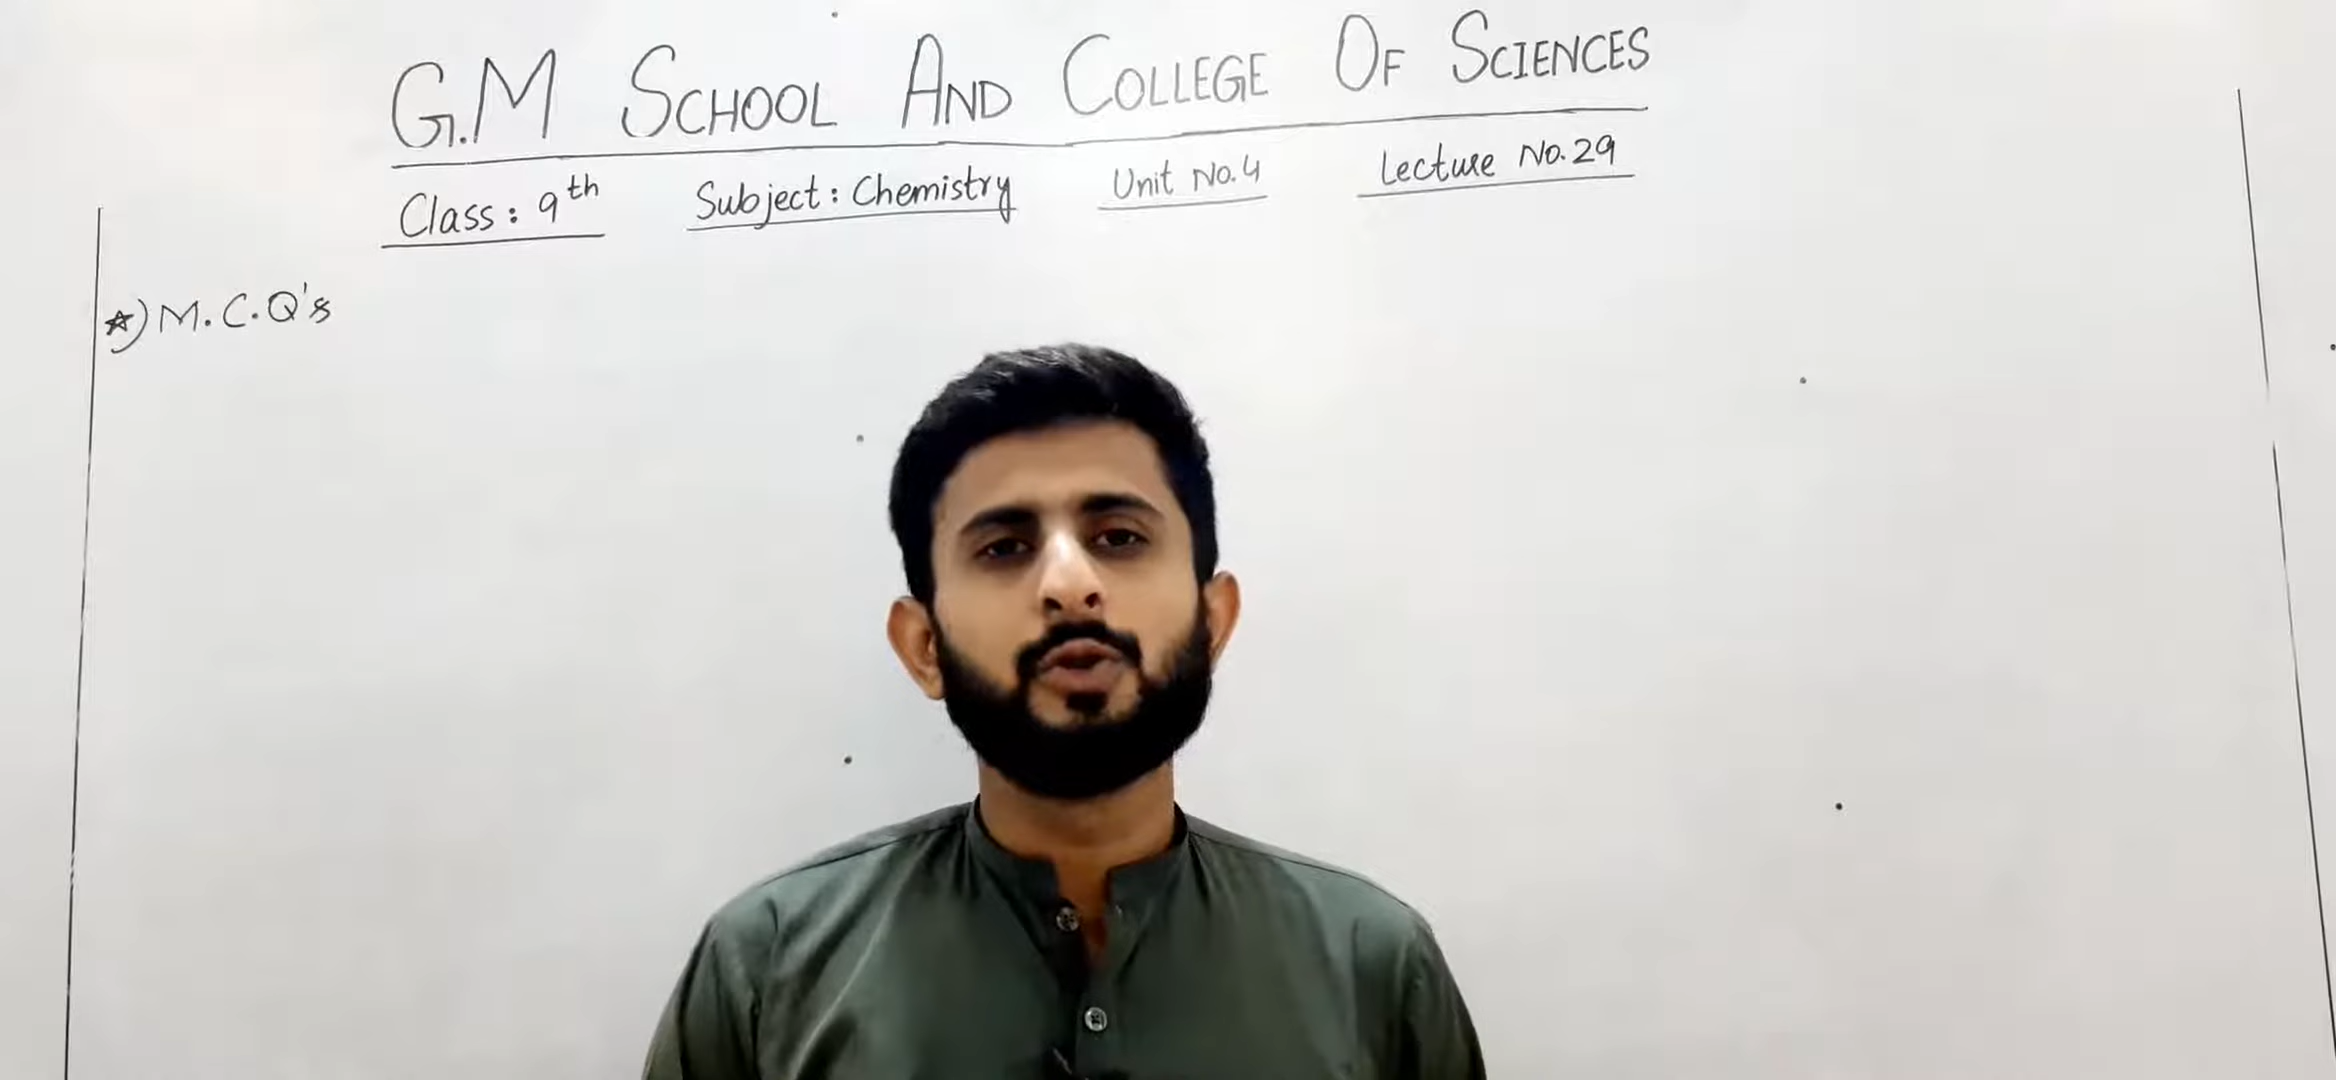 G.M SCHOOL AND COLLEGE OF SCIENCES
Class: 9th Subject: Chemistry Unit No.4 Lecture No.29
☆) M.C.Q's